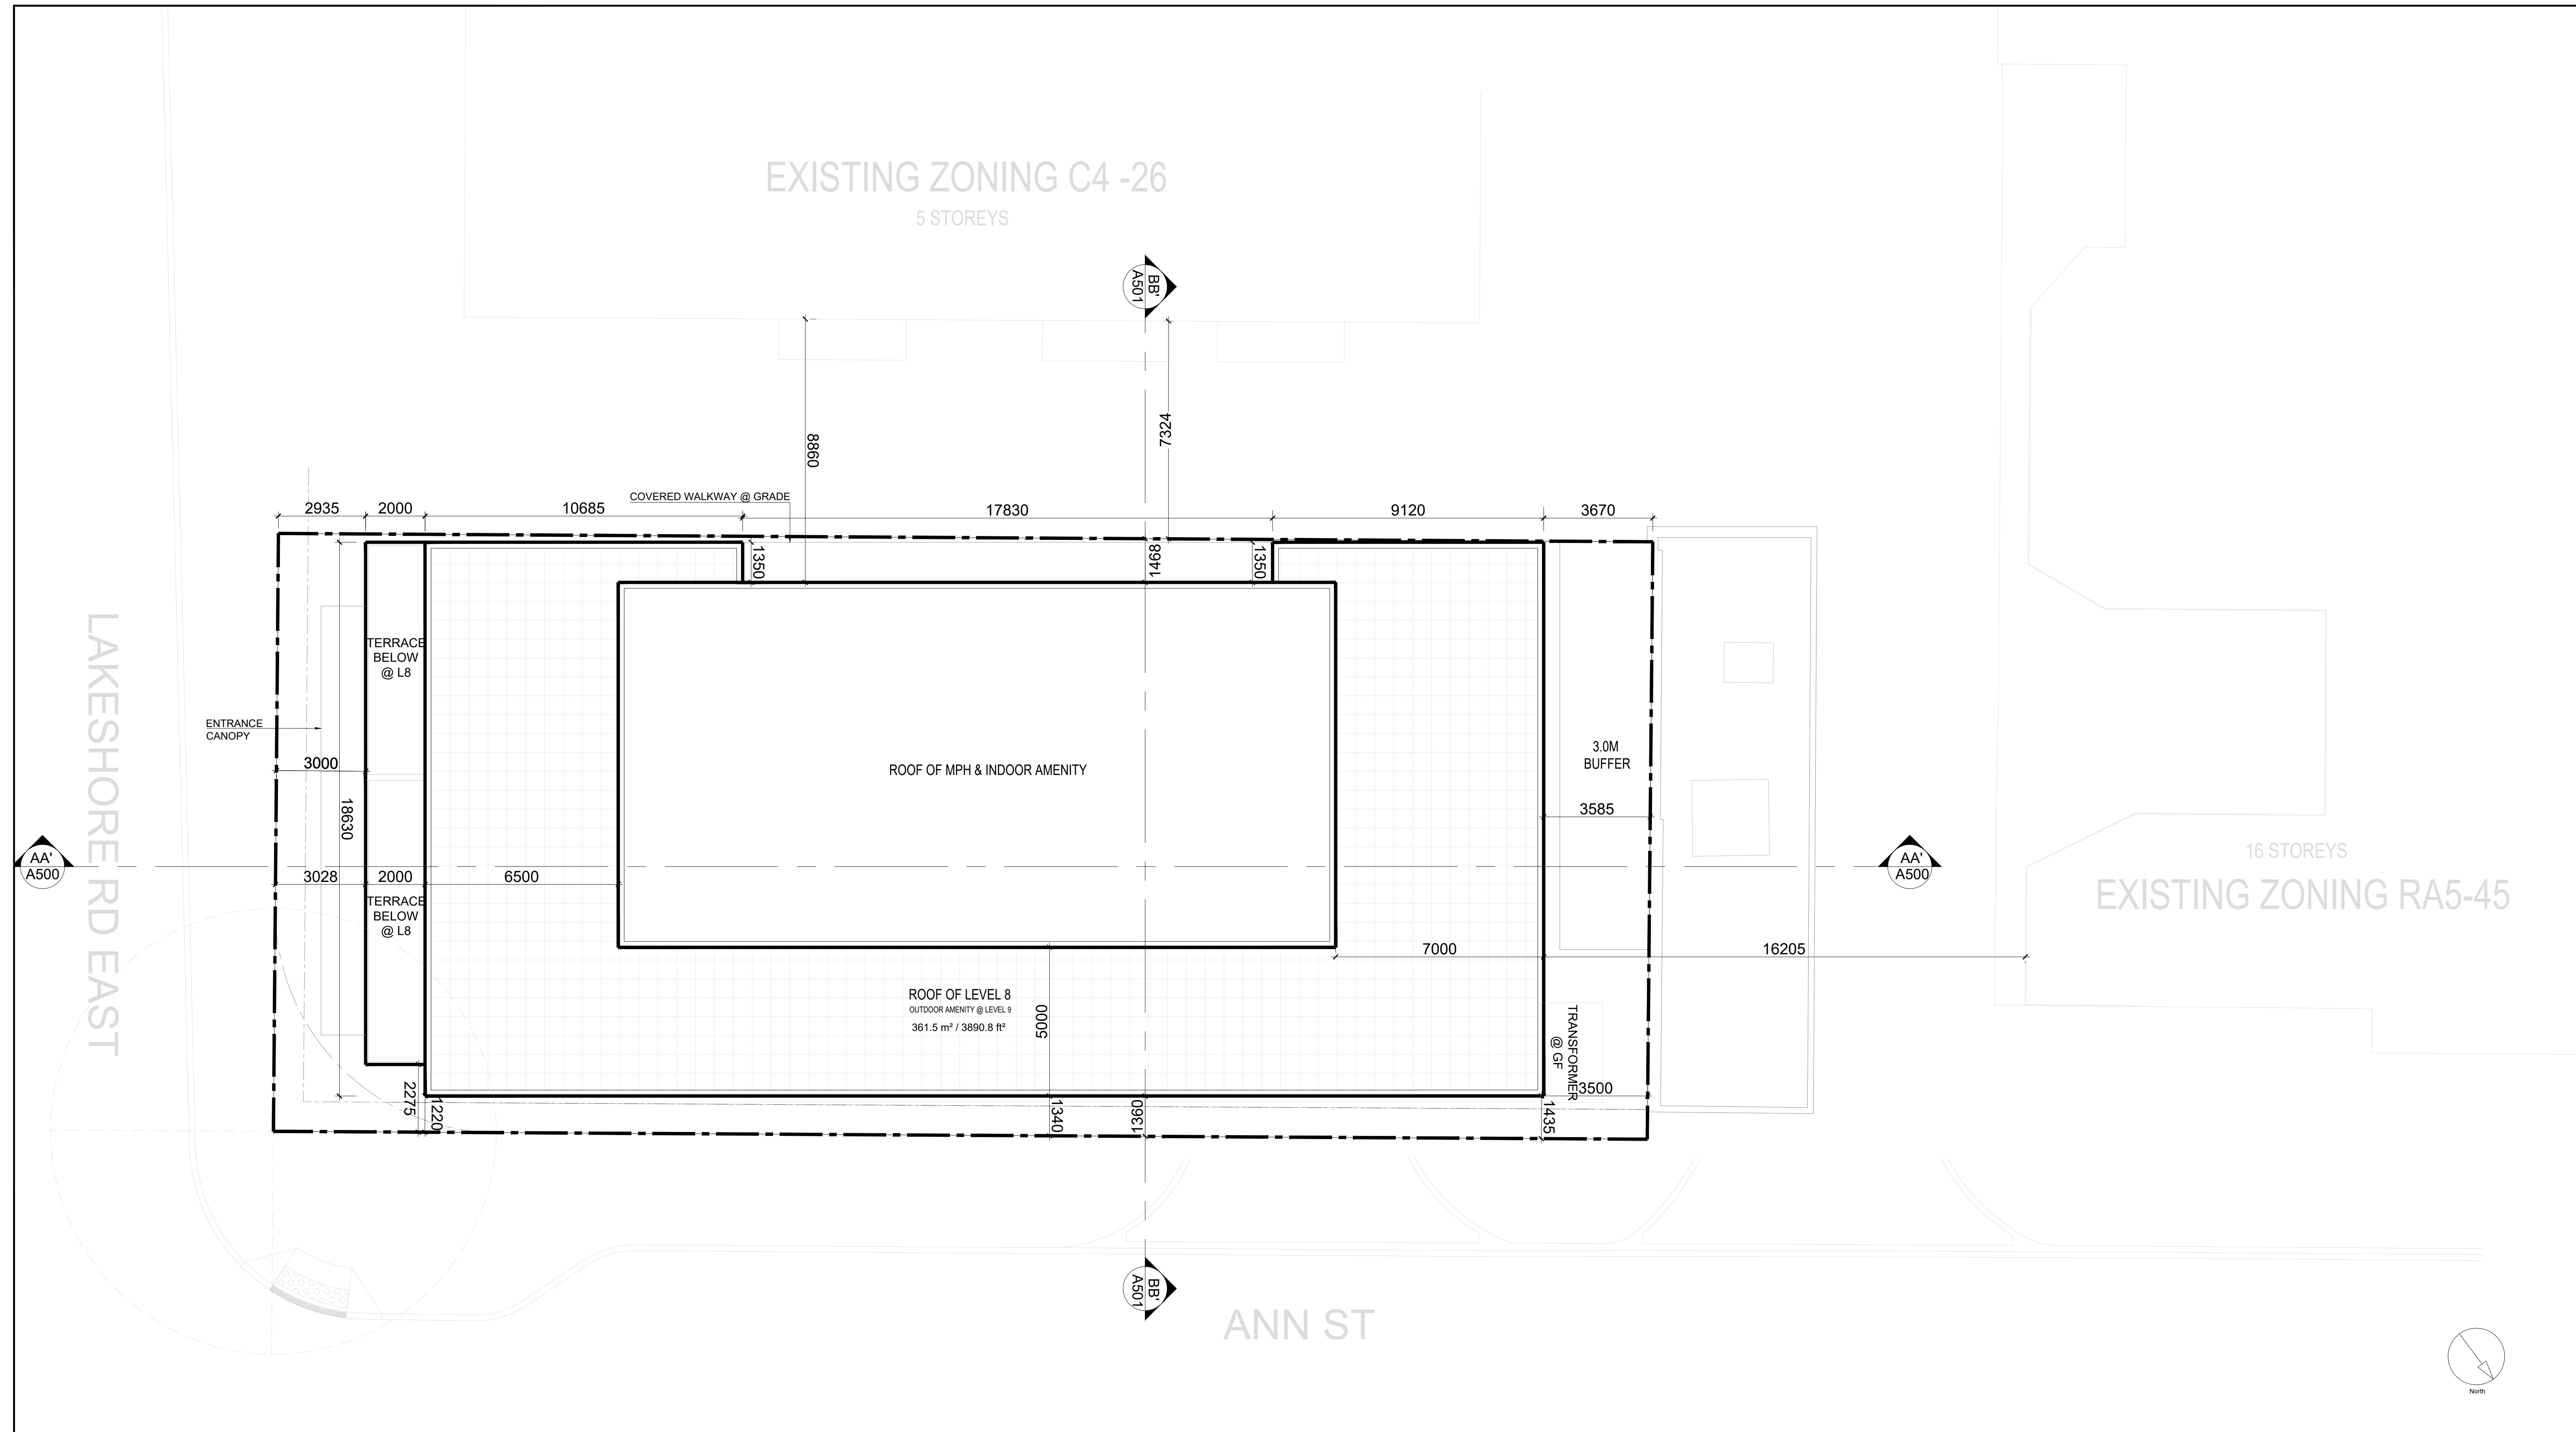 EXISTING ZONING C4 -26
5 STOREYS
BB'
A501
8860
7324
COVERED WALKWAY @ GRADE
2935
2000
10685
17830
9120
3670
1350
1498
1350
TERRACE
BELOW
@ L8
ENTRANCE
CANOPY
3000
18630
LAKESHORE RD EAST
ROOF OF MPH & INDOOR AMENITY
3.0M
BUFFER
3585
AA'
A500
3028
2000
6500
TERRACE
BELOW
@ L8
AA'
A500
16 STOREYS
EXISTING ZONING RA5-45
7000
16205
ROOF OF LEVEL 8
OUTDOOR AMENITY @ LEVEL 9
361.5 m² / 3890.8 ft²
5000
TRANSFORMER
@ GF
3500
2275
1220
1340
1360
1435
BB'
A501
ANN ST
North